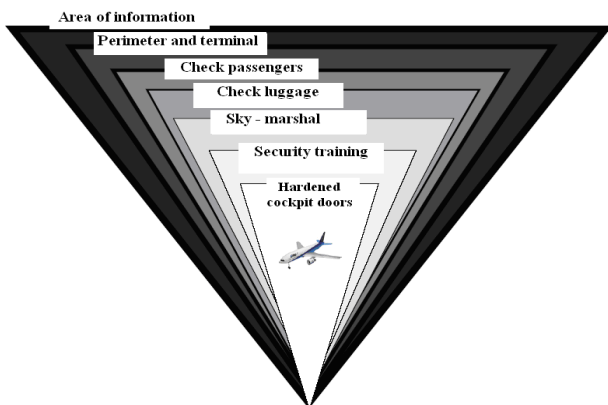 Area of information
Perimeter and terminal
Check passengers
Check luggage
Sky - marshal
Security training
Hardened
cockpit doors